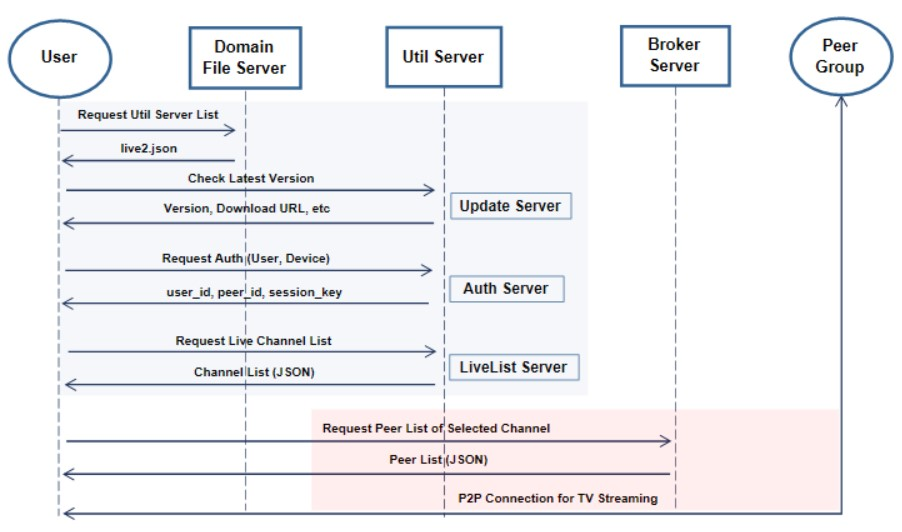 User
Domain
File Server
Util Server
Broker
Server
Peer
Group
Request Util Server List
live2.json
Check Latest Version
Version, Download URL, etc
Update Server
Request Auth (User, Device)
user_id, peer_id, session_key
Auth Server
Request Live Channel List
Channel List (JSON)
LiveList Server
Request Peer List of Selected Channel
Peer List (JSON)
P2P Connection for TV Streaming